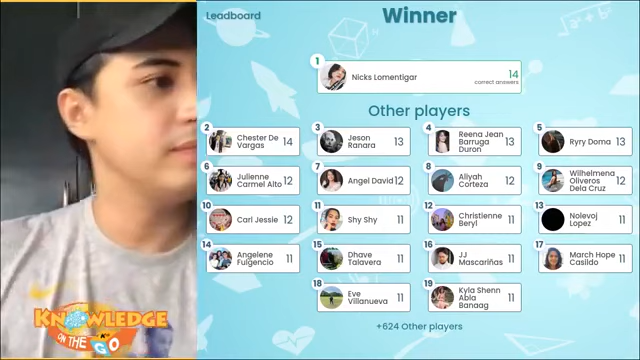 Leadboard
Winner
1
Nicks Lomentigar
14
correct answers
Other players
2
Chester De
Vargas
14
3
Jeson
Ranara
13
4
Reena Jean
Barruga
Duron
13
5
Ryry Doma
13
6
Julienne
Carmel Alto
12
7
Angel David
12
8
Aliyah
Corteza
12
9
Wilhelmena
Oliveros
Dela Cruz
12
10
Carl Jessie
12
11
Shy Shy
11
12
Christienne
Beryl
11
13
Nolevoj
Lopez
11
14
Angelene
Fulgencio
11
15
Dhave
Talavera
11
16
JJ
Mascariñas
11
17
March Hope
Casildo
11
18
Eve
Villanueva
11
19
Kyla Shenn
Abla
Banaag
11
+624 Other players
KNOWLEDGE
ON THE GO